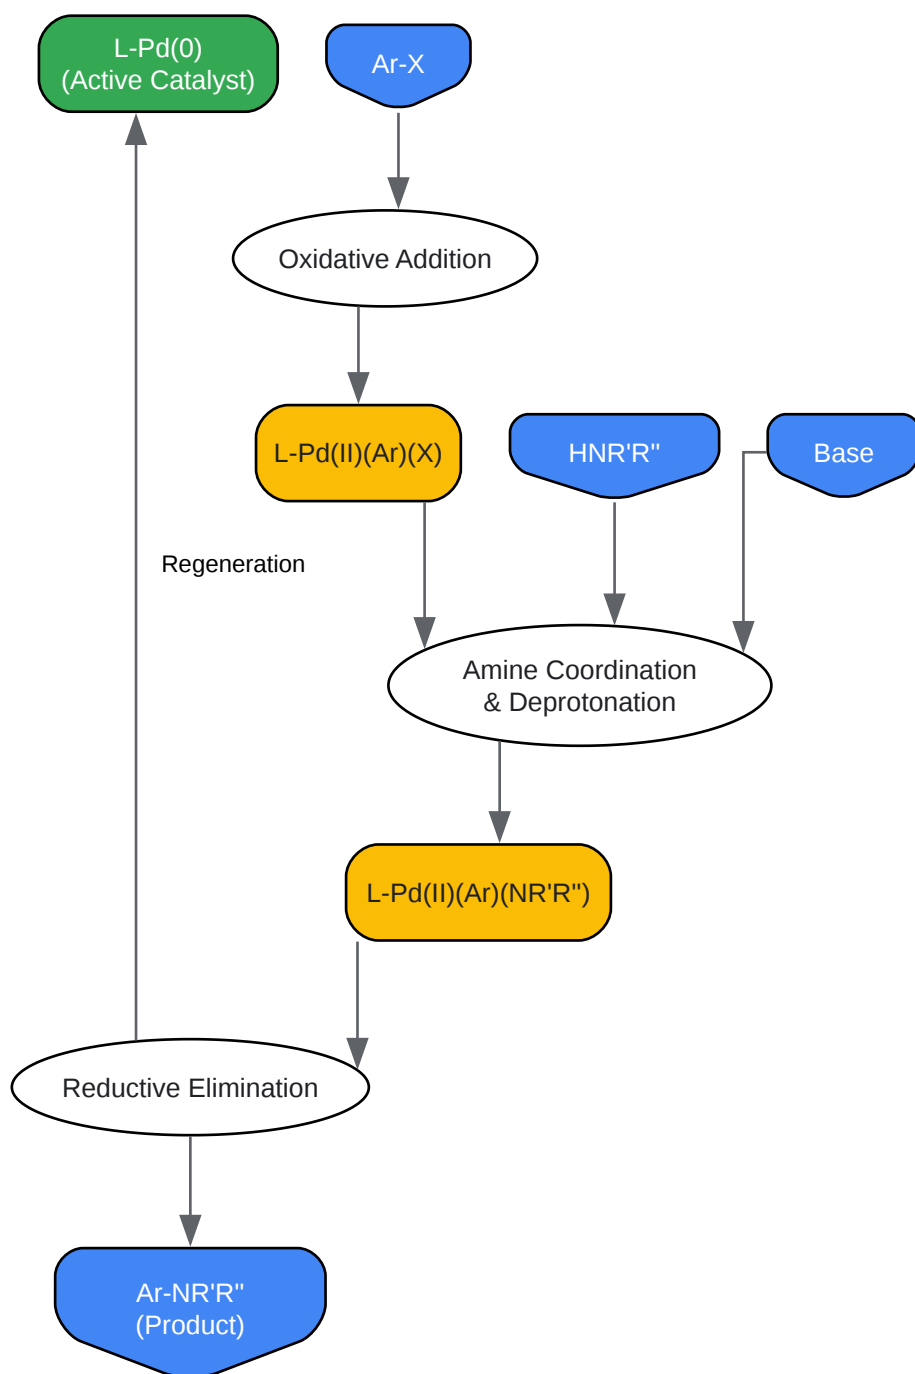 L-Pd(0)
(Active Catalyst)
Ar-X
Oxidative Addition
L-Pd(II)(Ar)(X)
HNR'R"
Base
Regeneration
Amine Coordination
& Deprotonation
L-Pd(II)(Ar)(NR'R")
Reductive Elimination
Ar-NR'R"
(Product)